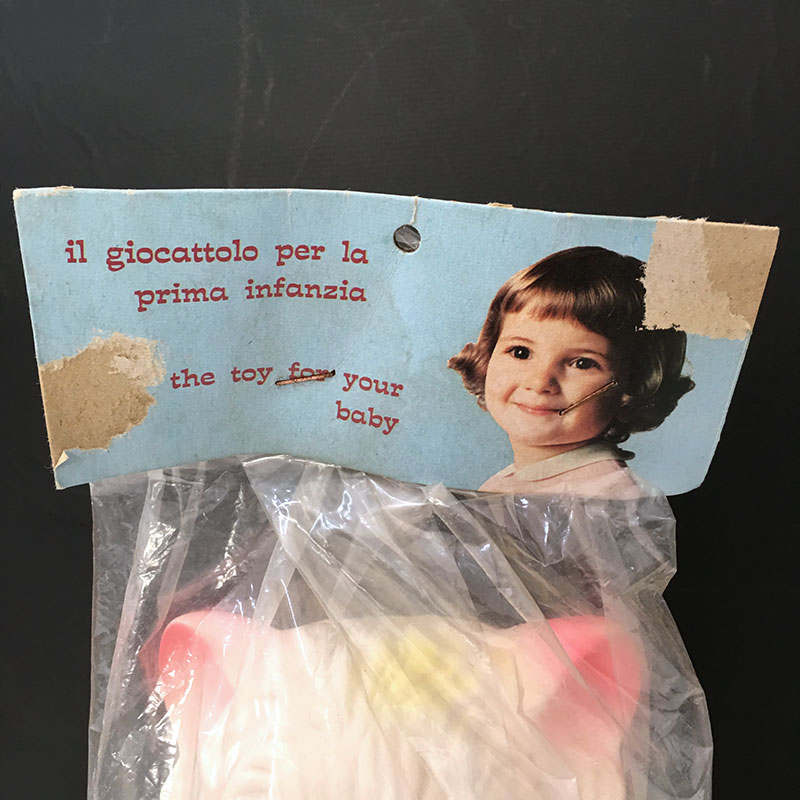 il giocattolo per la
prima infanzia
the toy for your
baby